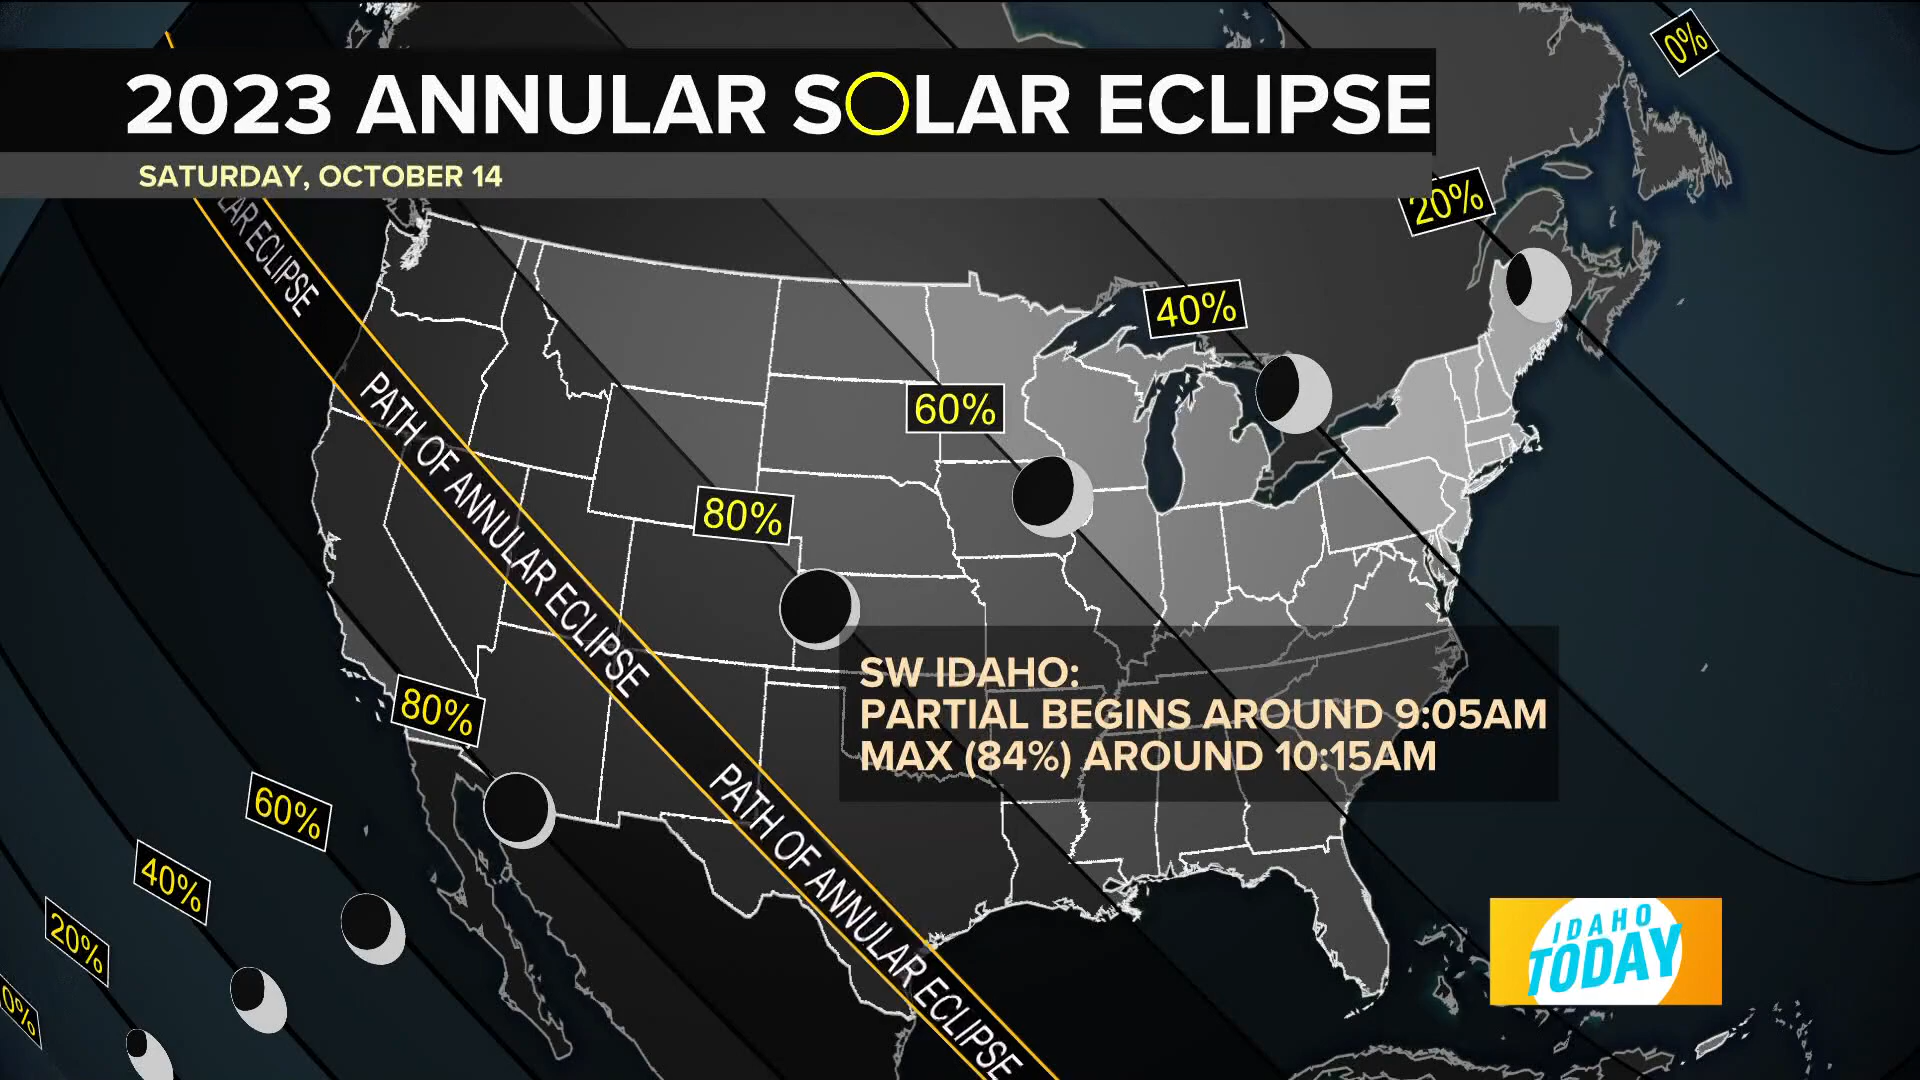 0%
2023 ANNULAR SOLAR ECLIPSE
SATURDAY, OCTOBER 14
20%
ECLIPSE
40%
PATH OF ANNULAR ECLIPSE
60%
80%
SW IDAHO:
PARTIAL BEGINS AROUND 9:05AM
MAX (84%) AROUND 10:15AM
80%
PATH OF ANNULAR ECLIPSE
60%
40%
20%
0%
IDAHO
TODAY